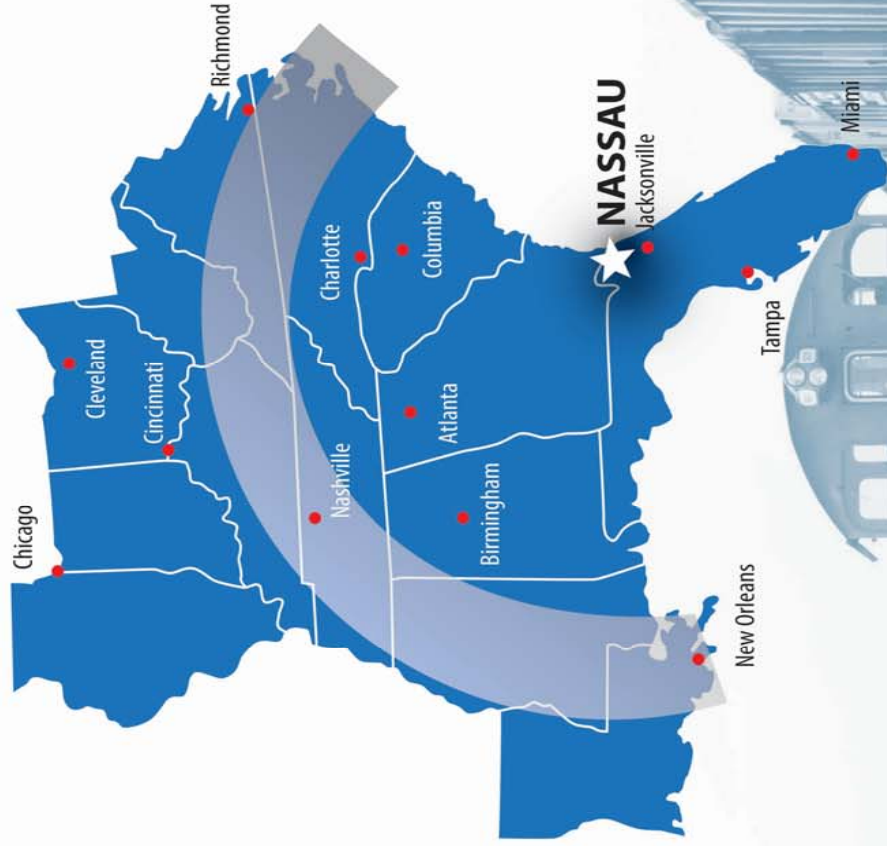 Chicago
Cleveland
Cincinnati
Richmond
Nashville
Charlotte
Columbia
Atlanta
Birmingham
NASSAU
Jacksonville
New Orleans
Tampa
Miami